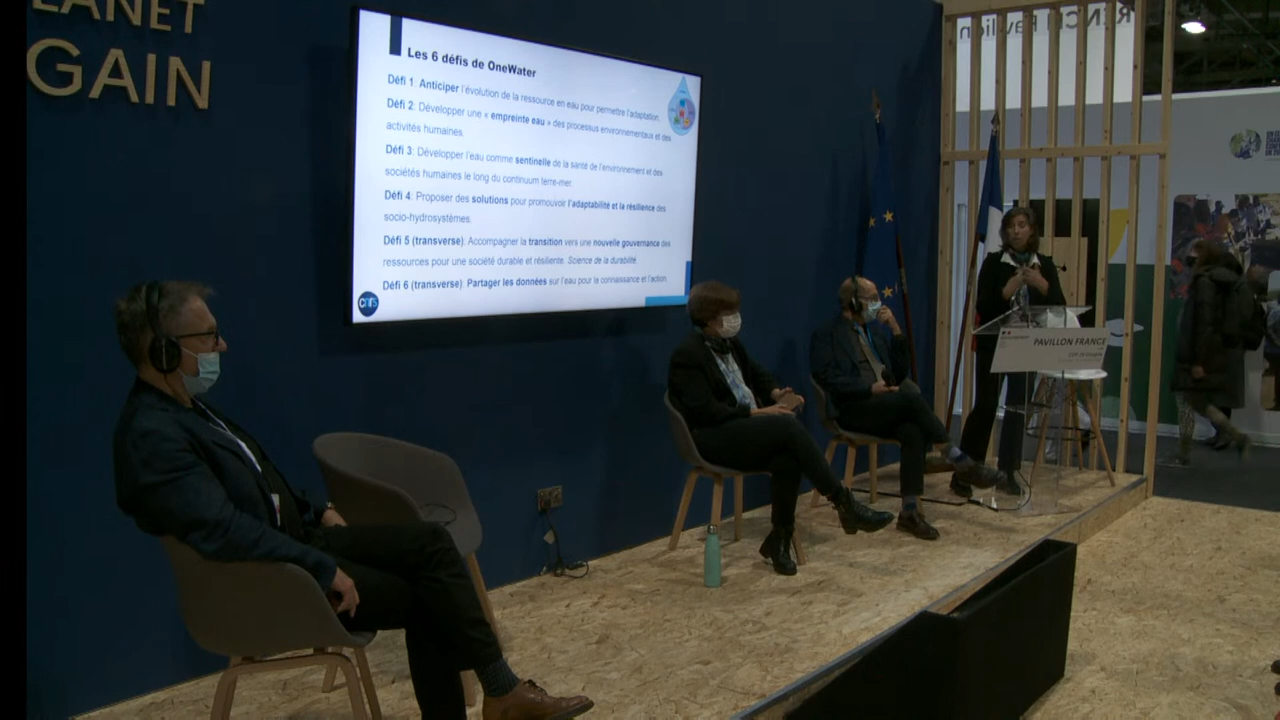 LANET
GAIN
Les 6 défis de OneWater
Défi 1: Anticiper l'évolution de la ressource en eau pour permettre l'adaptation.
Défi 2: Développer une « empreinte eau » des processus environnementaux et des
activités humaines.
Défi 3: Développer l'eau comme sentinelle de la santé de l'environnement et des
sociétés humaines le long du continuum terre-mer.
Défi 4: Proposer des solutions pour promouvoir l'adaptabilité et la résilience des
socio-hydrosystèmes.
Défi 5 (transverse): Accompagner la transition vers une nouvelle gouvernance des
ressources pour une société durable et résiliente. Science de la durabilité.
Défi 6 (transverse): Partager les données sur l'eau pour la connaissance et l'action.
cnrs
PAVILLON FRANCE